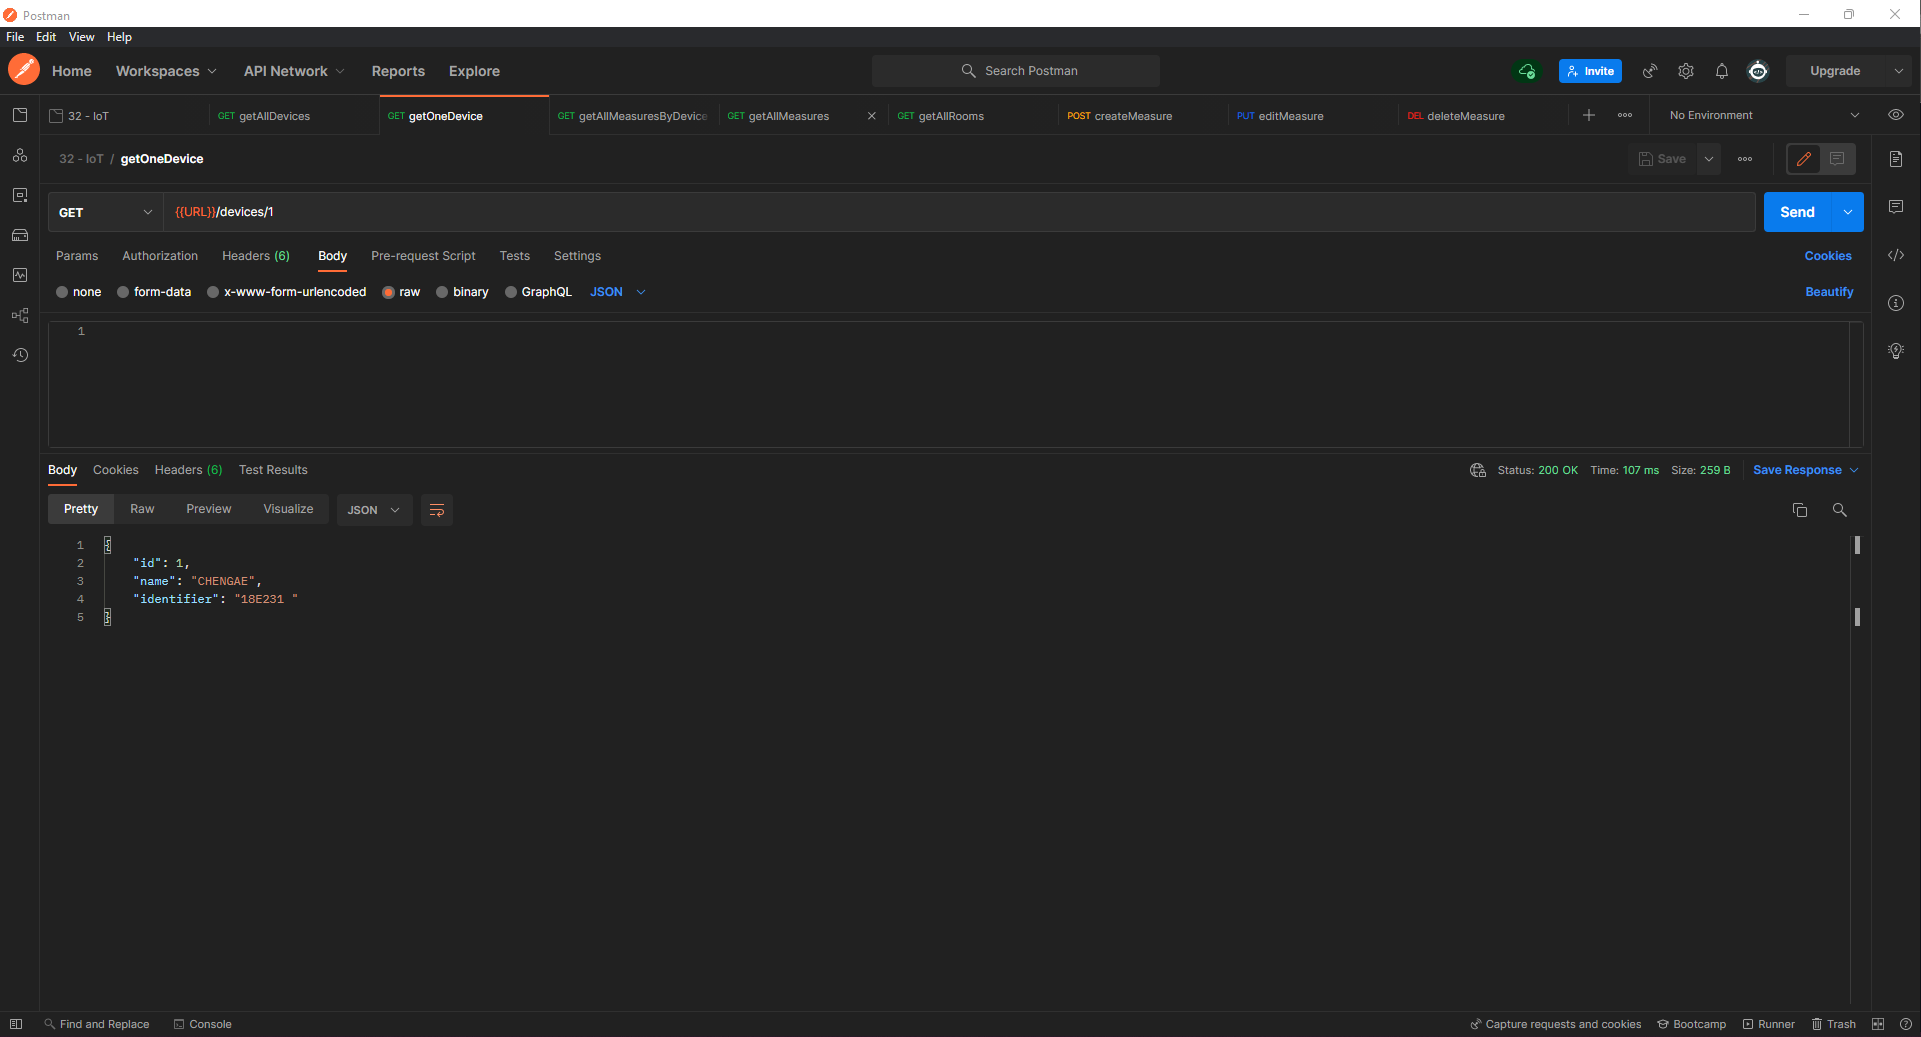 Postman
File Edit View Help
Home Workspaces API Network Reports Explore Search Postman Invite Upgrade
32 - IoT GET getAllDevices GET getOneDevice GET getAllMeasuresByDevice GET getAllMeasures GET getAllRooms POST createMeasure PUT editMeasure DEL deleteMeasure No Environment
32 - IoT / getOneDevice Save
GET {{URL}}/devices/1 Send
Params Authorization Headers (6) Body Pre-request Script Tests Settings Cookies
none form-data x-www-form-urlencoded raw binary GraphQL JSON Beautify
1
Body Cookies Headers (6) Test Results Status: 200 OK Time: 107 ms Size: 259 B Save Response
Pretty Raw Preview Visualize JSON
1 {
2 "id": 1,
3 "name": "CHENGAE",
4 "identifier": "18E231 "
5 }
Find and Replace Console Capture requests and cookies Bootcamp Runner Trash